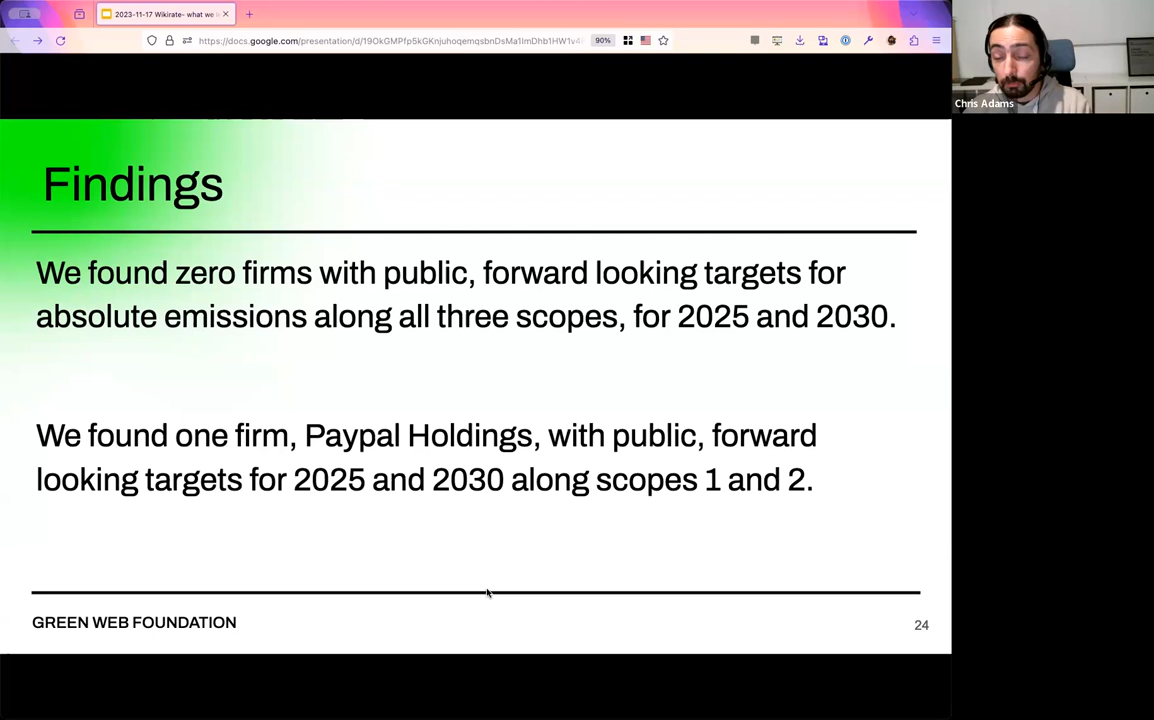 2023-11-17 Wikirate- what we
https://docs.google.com/presentation/d/
90%
Chris Adams
Findings
We found zero firms with public, forward looking targets for
absolute emissions along all three scopes, for 2025 and 2030.
We found one firm, Paypal Holdings, with public, forward
looking targets for 2025 and 2030 along scopes 1 and 2.
GREEN WEB FOUNDATION
24